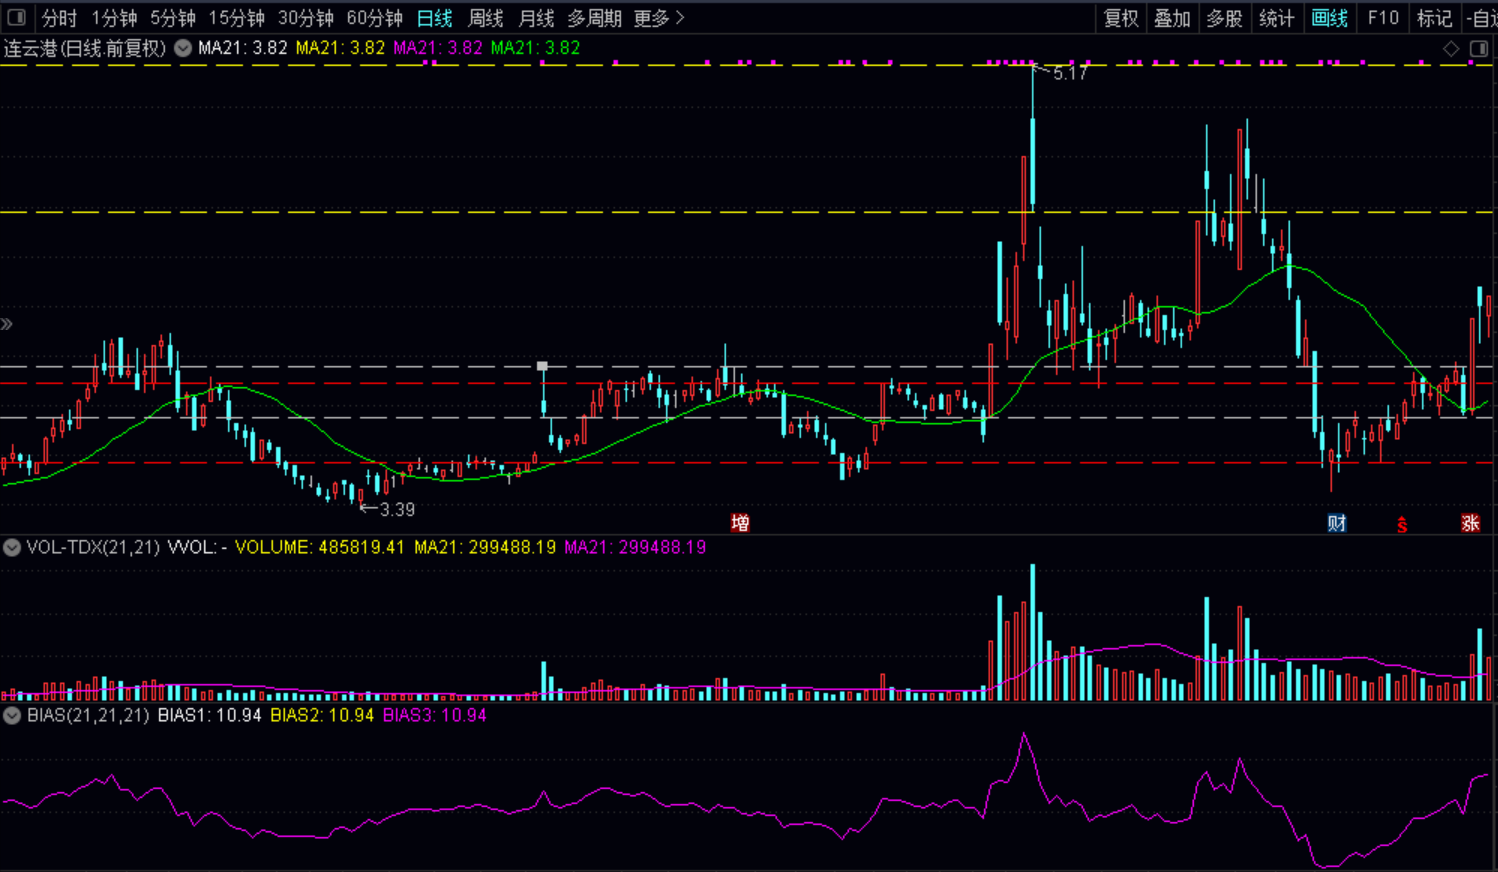 分时 1分钟 5分钟 15分钟 30分钟 60分钟 日线 周线 月线 多周期 更多 复权 叠加 多股 统计 画线 F10 标记 -自选
连云港(日线.前复权) MA21: 3.82 MA21: 3.82 MA21: 3.82 MA21: 3.82
5.17
3.39
增 财 $ 涨
VOL-TDX(21,21) VVOL: - VOLUME: 485819.41 MA21: 299488.19 MA21: 299488.19
BIAS(21,21,21) BIAS1: 10.94 BIAS2: 10.94 BIAS3: 10.94